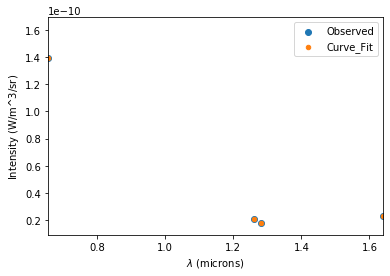 1e−10
Observed
Curve_Fit
1.6
1.4
1.2
1.0
0.8
0.6
0.4
0.2
Intensity (W/m^3/sr)
0.8 1.0 1.2 1.4 1.6
λ (microns)